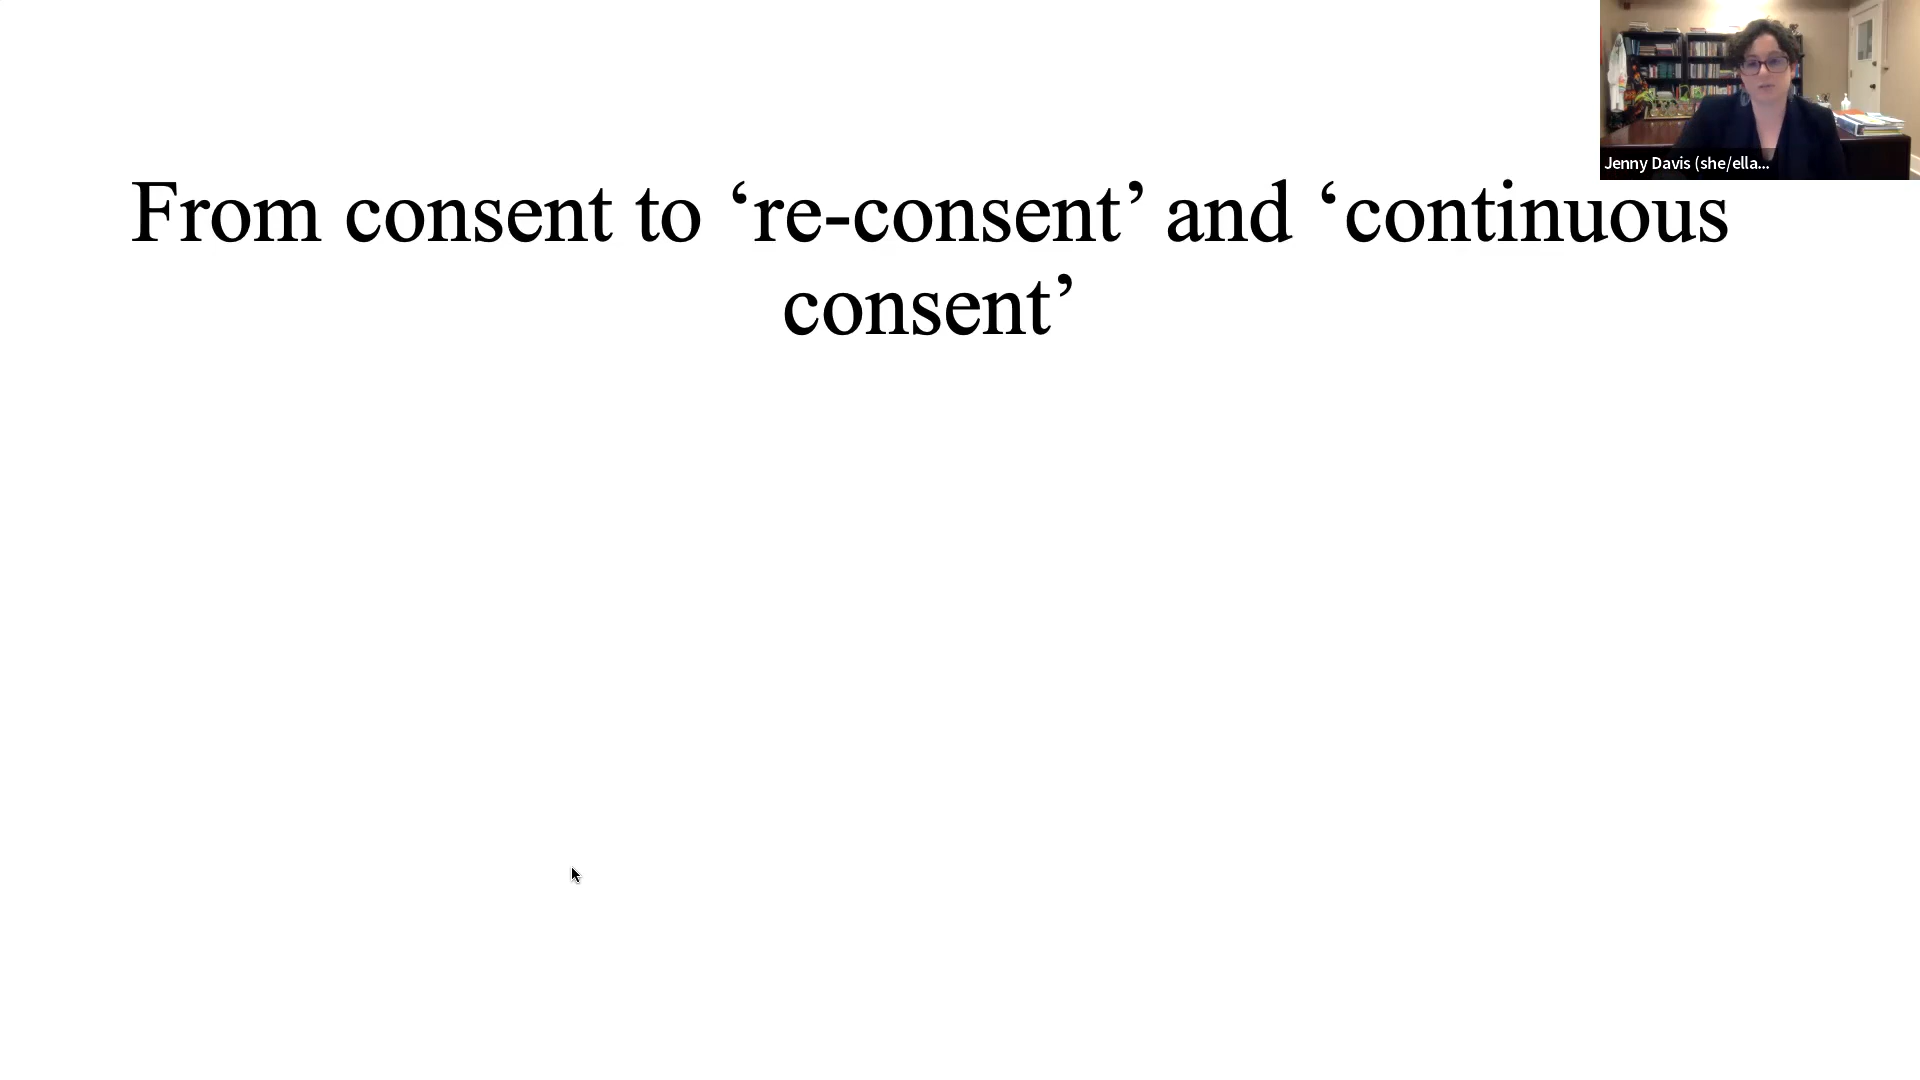 Jenny Davis (she/ella...
From consent to ‘re-consent’ and ‘continuous
consent’